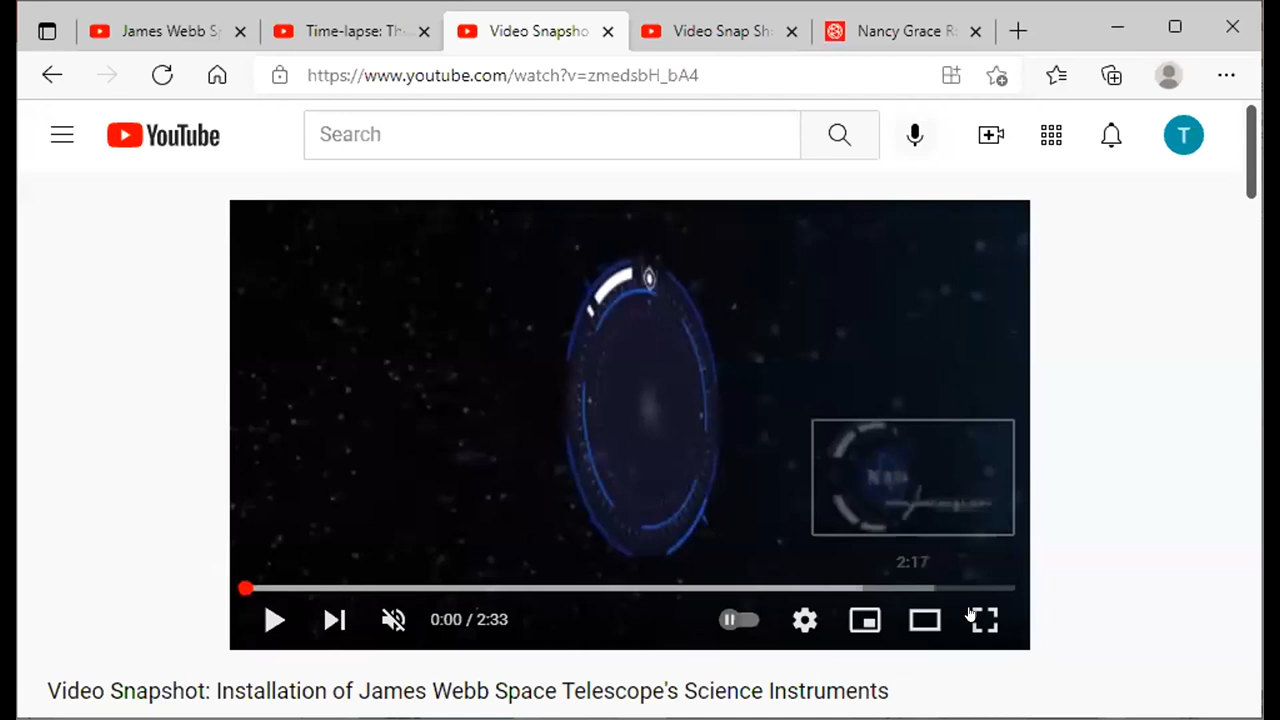 James Webb S
Time-lapse: Th
Video Snapsho
Video Snap Sh
Nancy Grace R
https://www.youtube.com/watch?v=zmedsbH_bA4
YouTube
Search
T
2:17
0:00 / 2:33
Video Snapshot: Installation of James Webb Space Telescope's Science Instruments